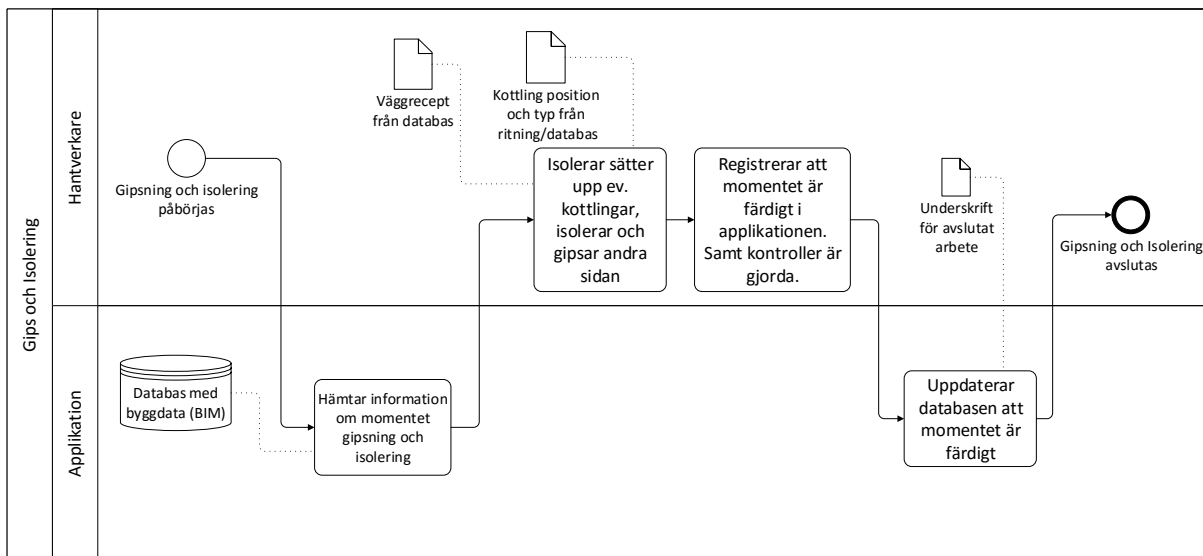 Gips och Isolering
Hantverkare
Väggrecept
från databas
Kottling position
och typ från
ritning/databas
Gipsning och isolering
påbörjas
Isolerar sätter
upp ev.
kottlingar,
isolerar och
gipsar andra
sidan
Registrerar att
momentet är
färdigt i
applikationen.
Samt kontroller är
gjorda.
Underskrift
för avslutat
arbete
Gipsning och Isolering
avslutas
Applikation
Databas med
byggdata (BIM)
Hämtar information
om momentet
gipsning och
isolering
Uppdaterar
databasen att
momentet är
färdigt